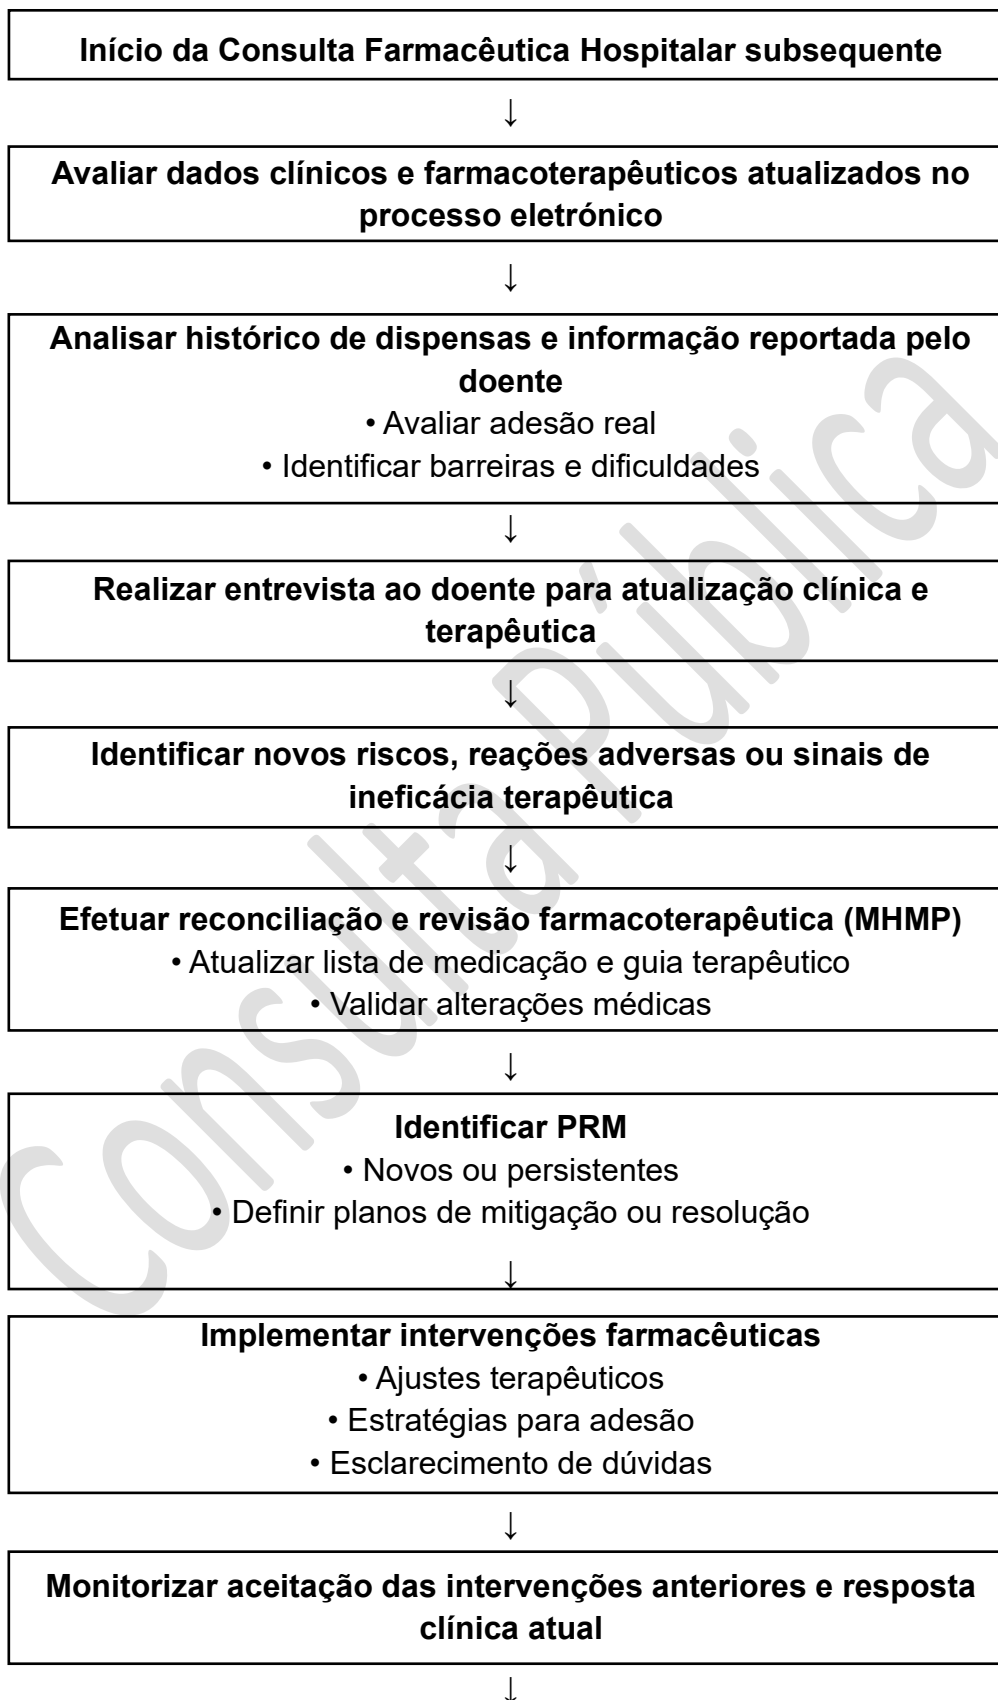 Início da Consulta Farmacêutica Hospitalar subsequente
↓
Avaliar dados clínicos e farmacoterapêuticos atualizados no
processo eletrónico
↓
Analisar histórico de dispensas e informação reportada pelo
doente
• Avaliar adesão real
• Identificar barreiras e dificuldades
↓
Realizar entrevista ao doente para atualização clínica e
terapêutica
↓
Identificar novos riscos, reações adversas ou sinais de
ineficácia terapêutica
↓
Efetuar reconciliação e revisão farmacoterapêutica (MHMP)
• Atualizar lista de medicação e guia terapêutico
• Validar alterações médicas
↓
Identificar PRM
• Novos ou persistentes
• Definir planos de mitigação ou resolução
↓
Implementar intervenções farmacêuticas
• Ajustes terapêuticos
• Estratégias para adesão
• Esclarecimento de dúvidas
↓
Monitorizar aceitação das intervenções anteriores e resposta
clínica atual
↓
Consulta Pública